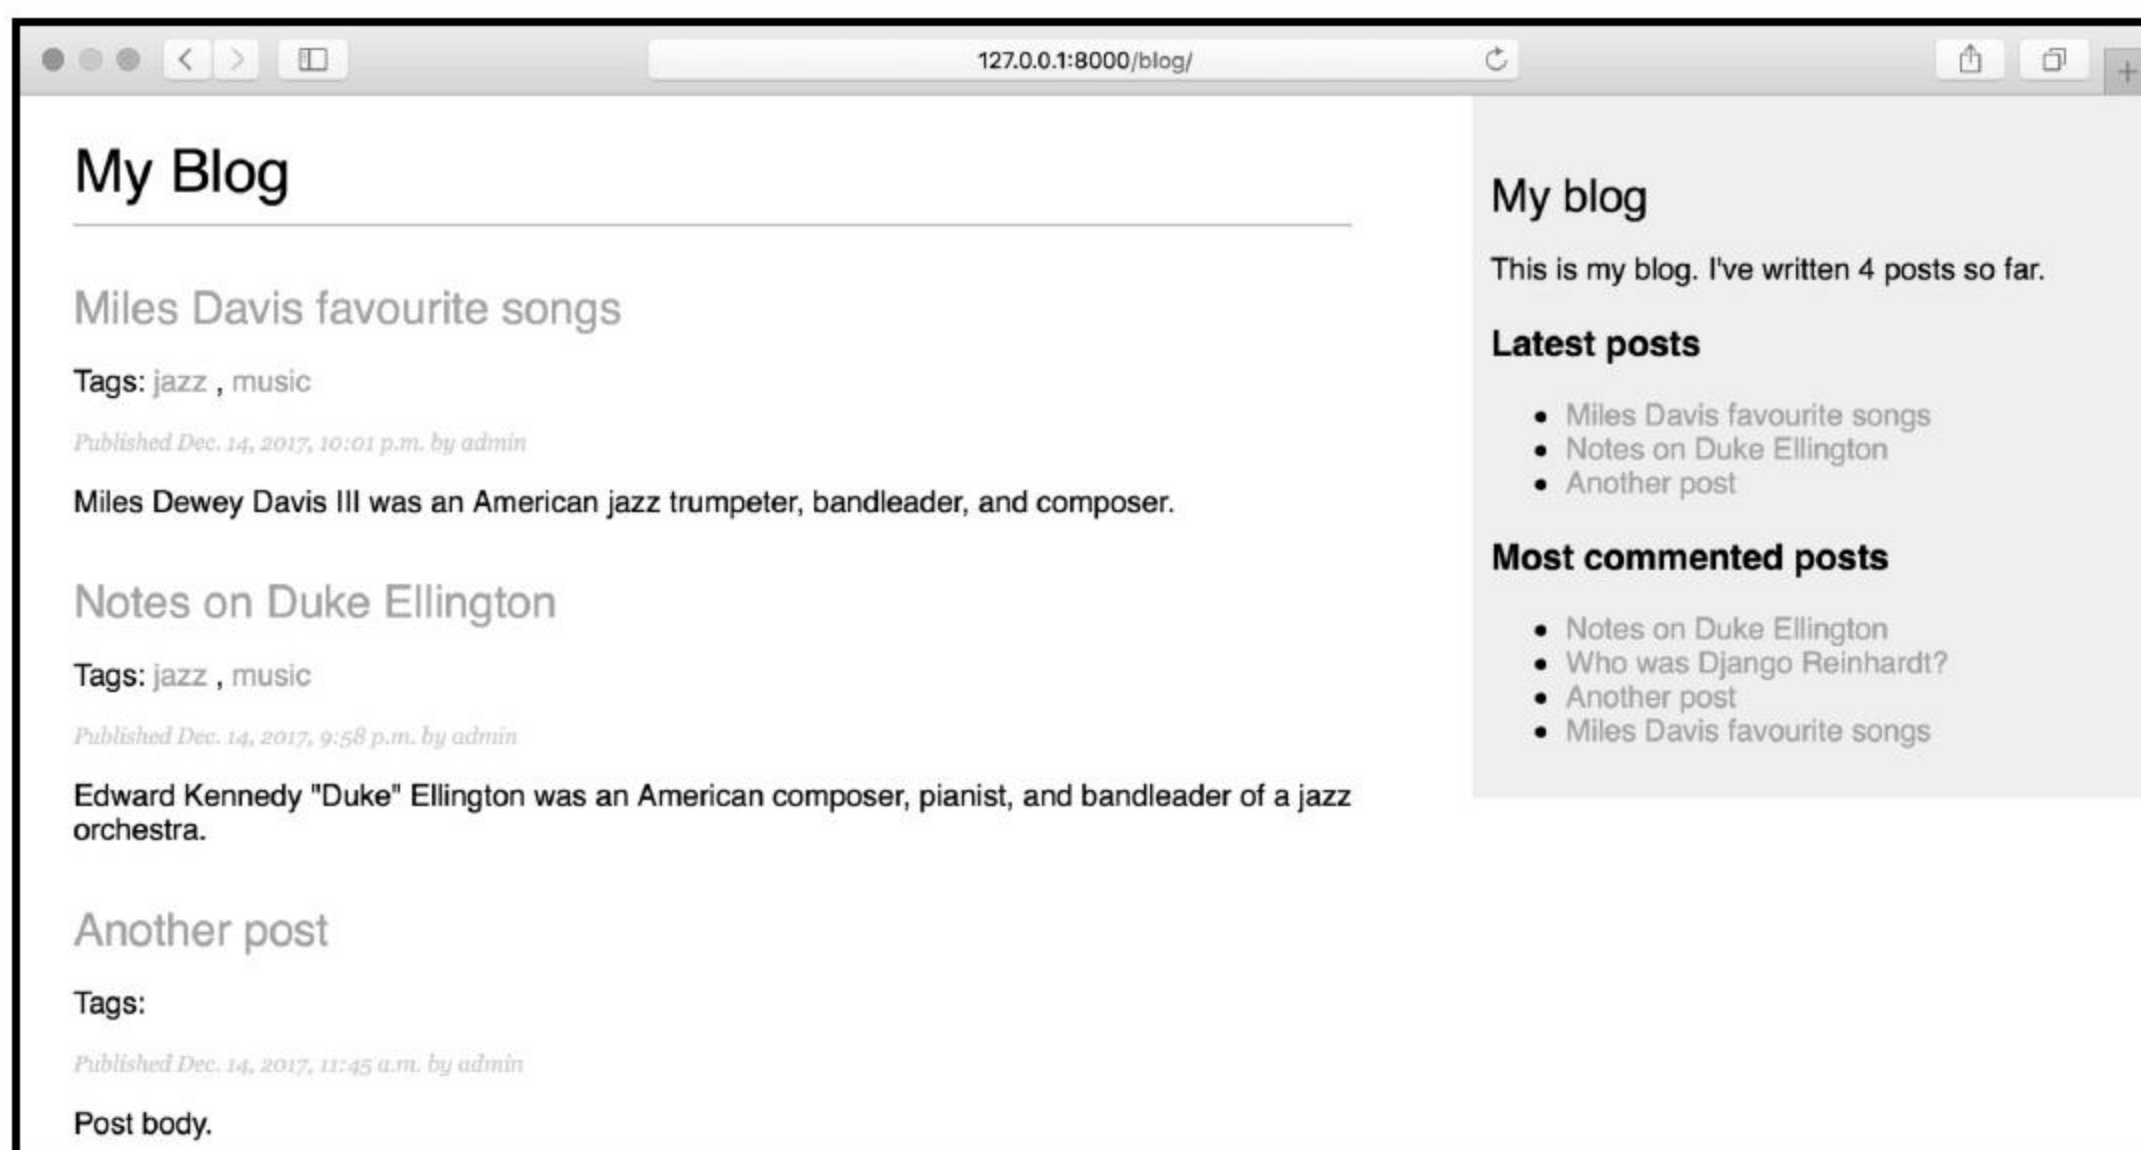 127.0.0.1:8000/blog/
My Blog
Miles Davis favourite songs
Tags: jazz , music
Published Dec. 14, 2017, 10:01 p.m. by admin
Miles Dewey Davis III was an American jazz trumpeter, bandleader, and composer.
Notes on Duke Ellington
Tags: jazz , music
Published Dec. 14, 2017, 9:58 p.m. by admin
Edward Kennedy "Duke" Ellington was an American composer, pianist, and bandleader of a jazz
orchestra.
Another post
Tags:
Published Dec. 14, 2017, 11:45 a.m. by admin
Post body.
My blog
This is my blog. I've written 4 posts so far.
Latest posts
Miles Davis favourite songs
Notes on Duke Ellington
Another post
Most commented posts
Notes on Duke Ellington
Who was Django Reinhardt?
Another post
Miles Davis favourite songs